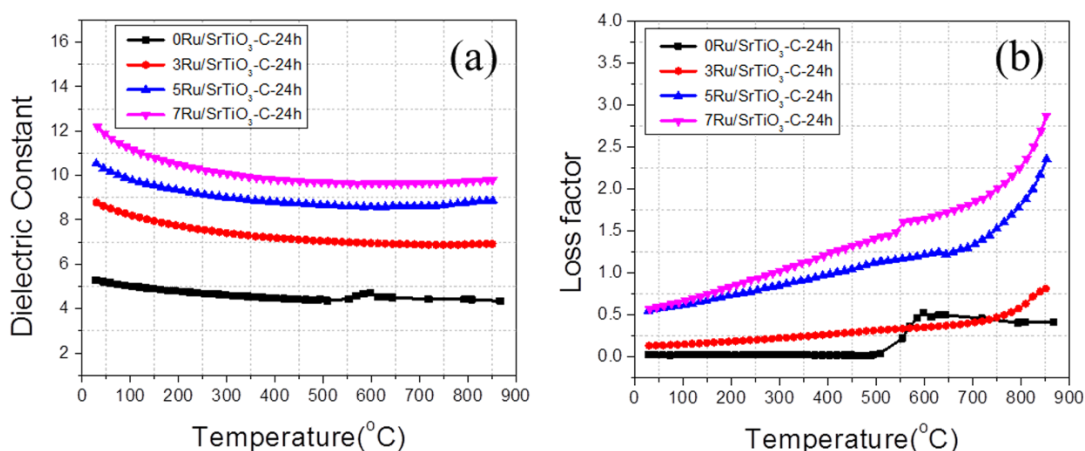 0Ru/SrTiO₃-C-24h
3Ru/SrTiO₃-C-24h
5Ru/SrTiO₃-C-24h
7Ru/SrTiO₃-C-24h
(a)
Dielectric Constant
16
14
12
10
8
6
4
2
0 100 200 300 400 500 600 700 800 900
Temperature(°C)
0Ru/SrTiO₃-C-24h
3Ru/SrTiO₃-C-24h
5Ru/SrTiO₃-C-24h
7Ru/SrTiO₃-C-24h
(b)
Loss factor
4.0
3.5
3.0
2.5
2.0
1.5
1.0
0.5
0.0
0 100 200 300 400 500 600 700 800 900
Temperature(°C)